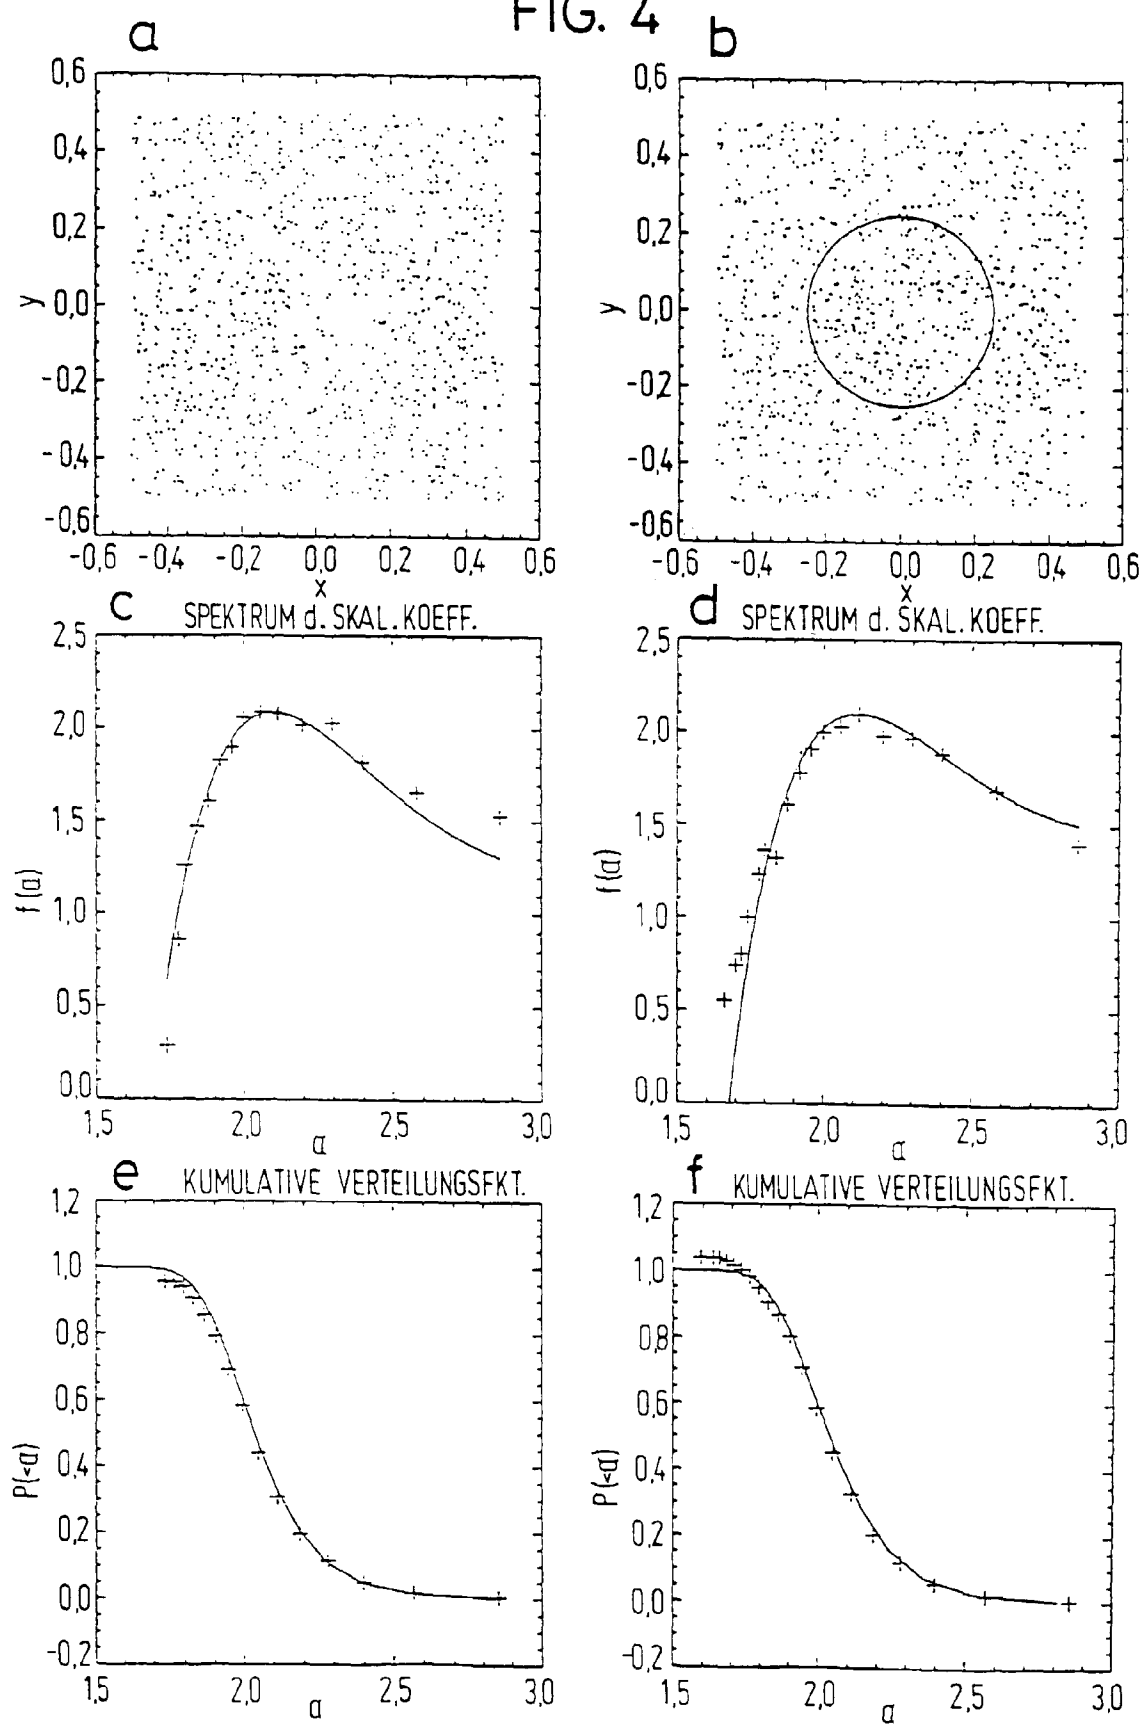 FIG. 4
a
0,6
0,4
0,2
0,0
-0,2
-0,4
-0,6
y
-0,6 -0,4 -0,2 0,0 0,2 0,4 0,6
x
b
0,6
0,4
0,2
0,0
-0,2
-0,4
-0,6
y
-0,6 -0,4 -0,2 0,0 0,2 0,4 0,6
x
c SPEKTRUM d. SKAL. KOEFF.
2,5
2,0
1,5
1,0
0,5
0,0
f(a)
1,5 2,0 2,5 3,0
a
d SPEKTRUM d. SKAL. KOEFF.
2,5
2,0
1,5
1,0
0,5
0,0
f(a)
1,5 2,0 2,5 3,0
a
e KUMULATIVE VERTEILUNGSFKT.
1,2
1,0
0,8
0,6
0,4
0,2
0,0
-0,2
P(<a)
1,5 2,0 2,5 3,0
a
f KUMULATIVE VERTEILUNGSFKT.
1,2
1,0
0,8
0,6
0,4
0,2
0,0
-0,2
P(<a)
1,5 2,0 2,5 3,0
a